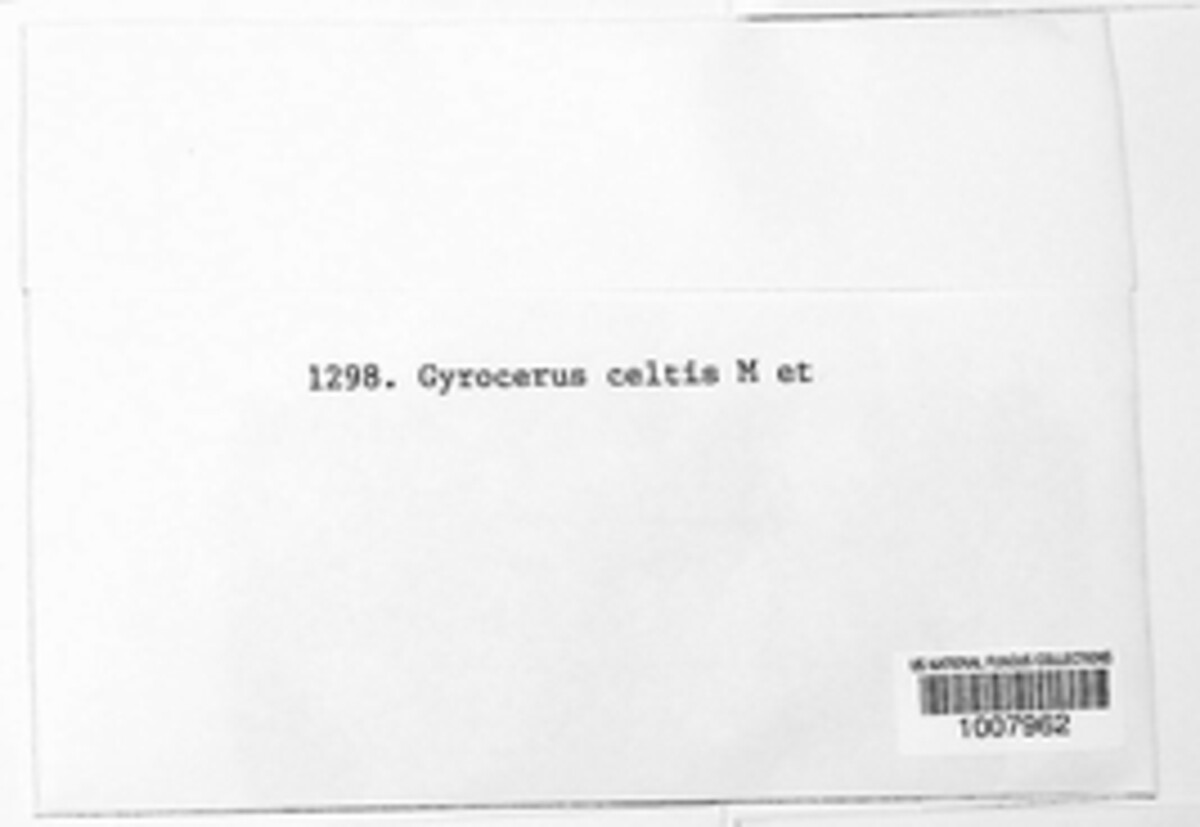 1298. Gyrocerus celtis M et
US NATIONAL FUNGUS COLLECTIONS
1007962